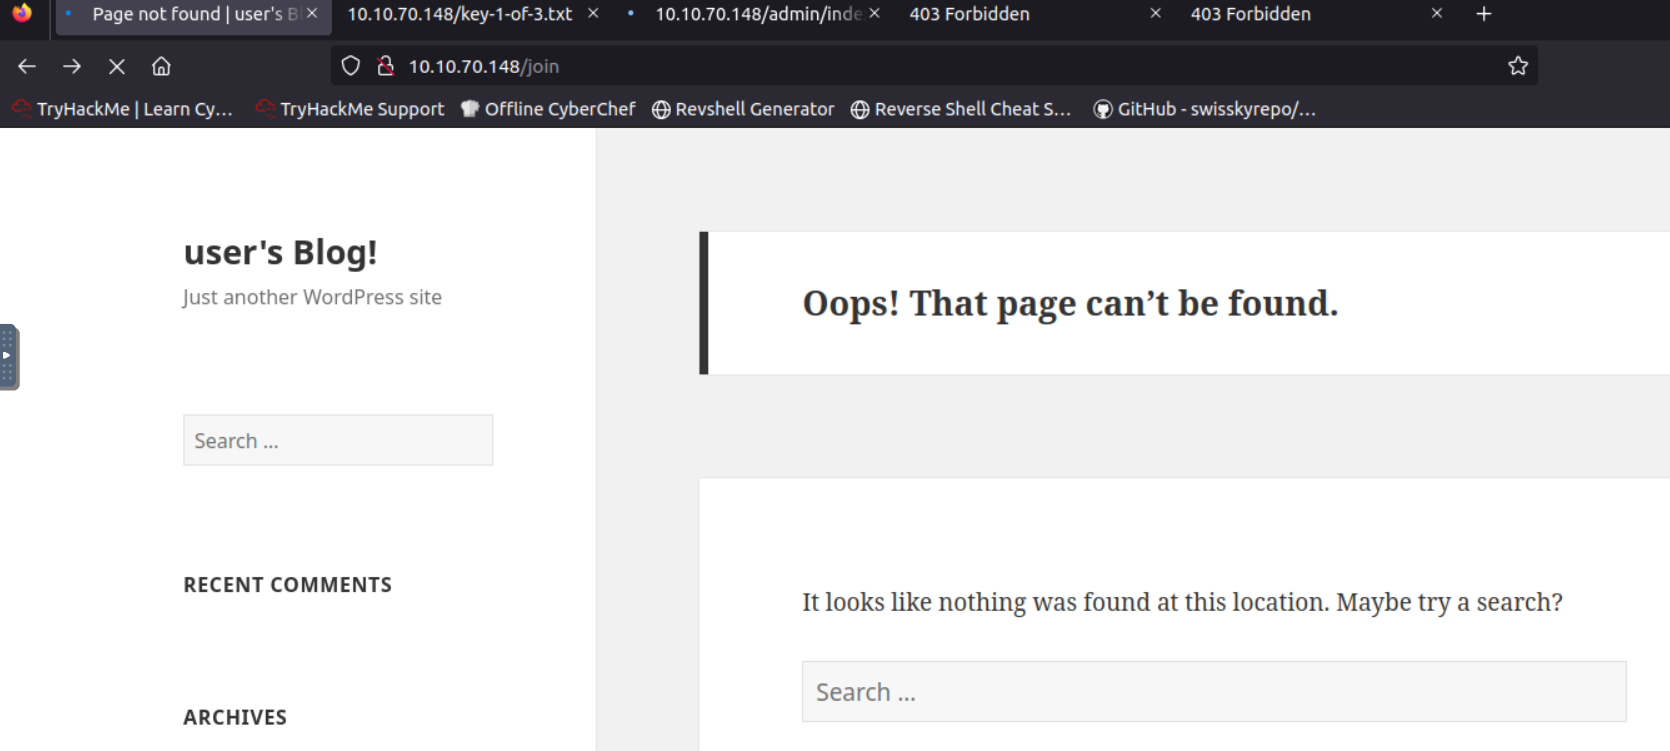 Page not found | user's B
10.10.70.148/key-1-of-3.txt
10.10.70.148/admin/inde
403 Forbidden
403 Forbidden
10.10.70.148/join
TryHackMe | Learn Cy...
TryHackMe Support
Offline CyberChef
Revshell Generator
Reverse Shell Cheat S...
GitHub - swisskyrepo/...
user's Blog!
Just another WordPress site
Oops! That page can’t be found.
Search ...
RECENT COMMENTS
ARCHIVES
It looks like nothing was found at this location. Maybe try a search?
Search ...